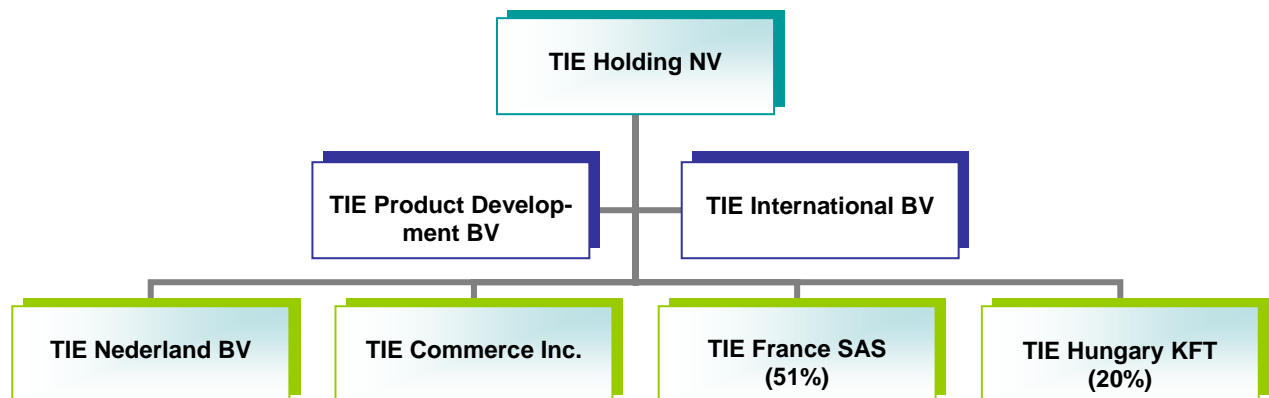 TIE Holding NV
TIE Product Develop-
ment BV
TIE International BV
TIE Nederland BV
TIE Commerce Inc.
TIE France SAS
(51%)
TIE Hungary KFT
(20%)